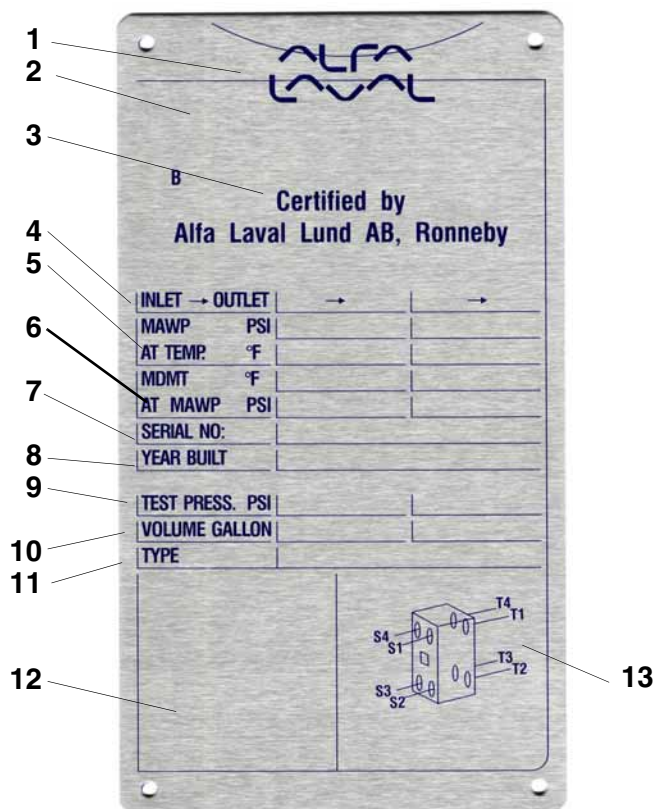 1
2
3
4
5
6
7
8
9
10
11
12
13
ALFA
LAVAL
B
Certified by
Alfa Laval Lund AB, Ronneby
INLET → OUTLET → →
MAWP PSI
AT TEMP. °F
MDMT °F
AT MAWP PSI
SERIAL NO:
YEAR BUILT
TEST PRESS. PSI
VOLUME GALLON
TYPE
S4
S1
S3
S2
T4
T1
T3
T2